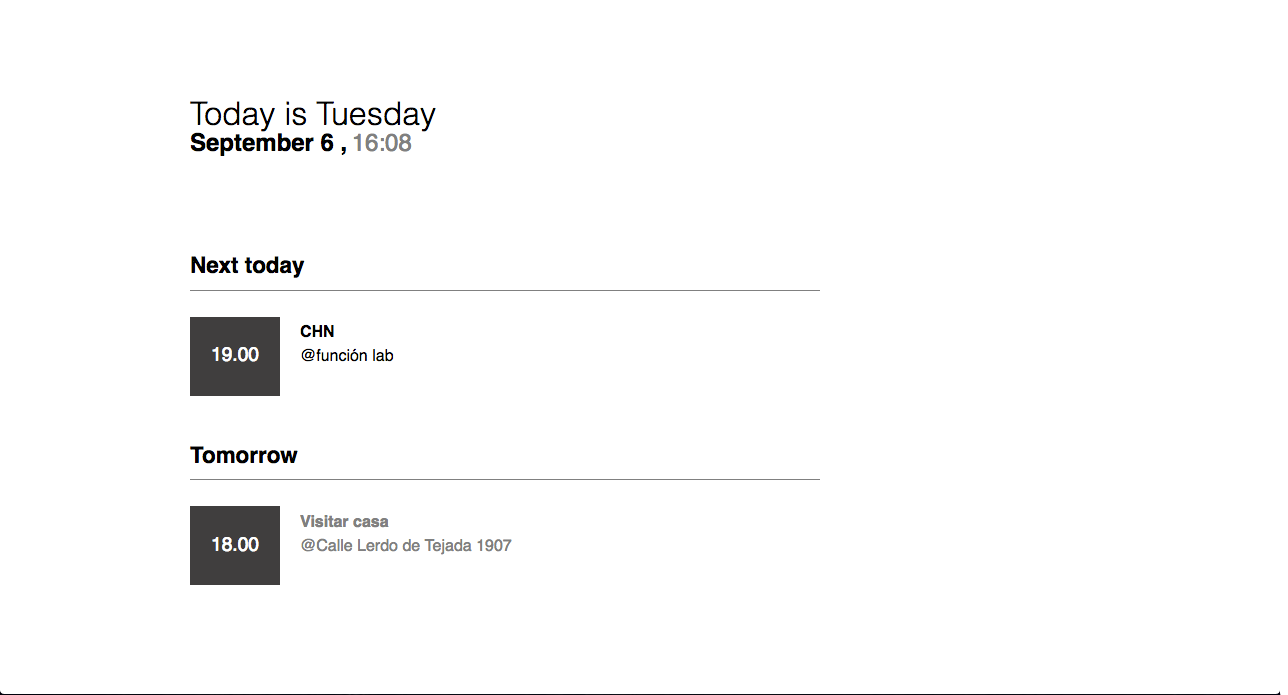 Today is Tuesday
September 6 , 16:08
Next today
19.00
CHN
@función lab
Tomorrow
18.00
Visitar casa
@Calle Lerdo de Tejada 1907